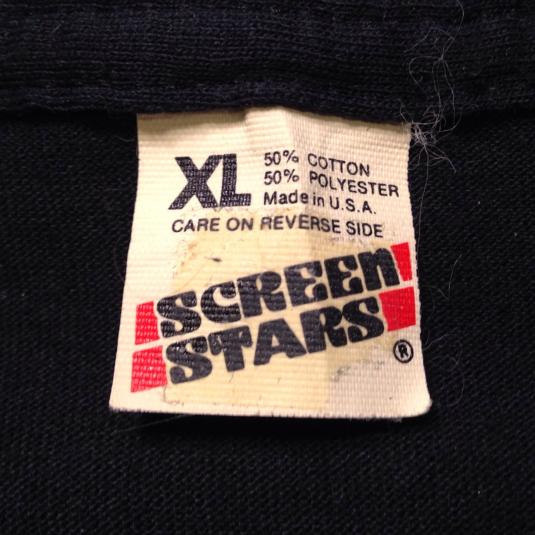 XL
50% COTTON
50% POLYESTER
Made in U.S.A.
CARE ON REVERSE SIDE
SCREEN
STARS
®